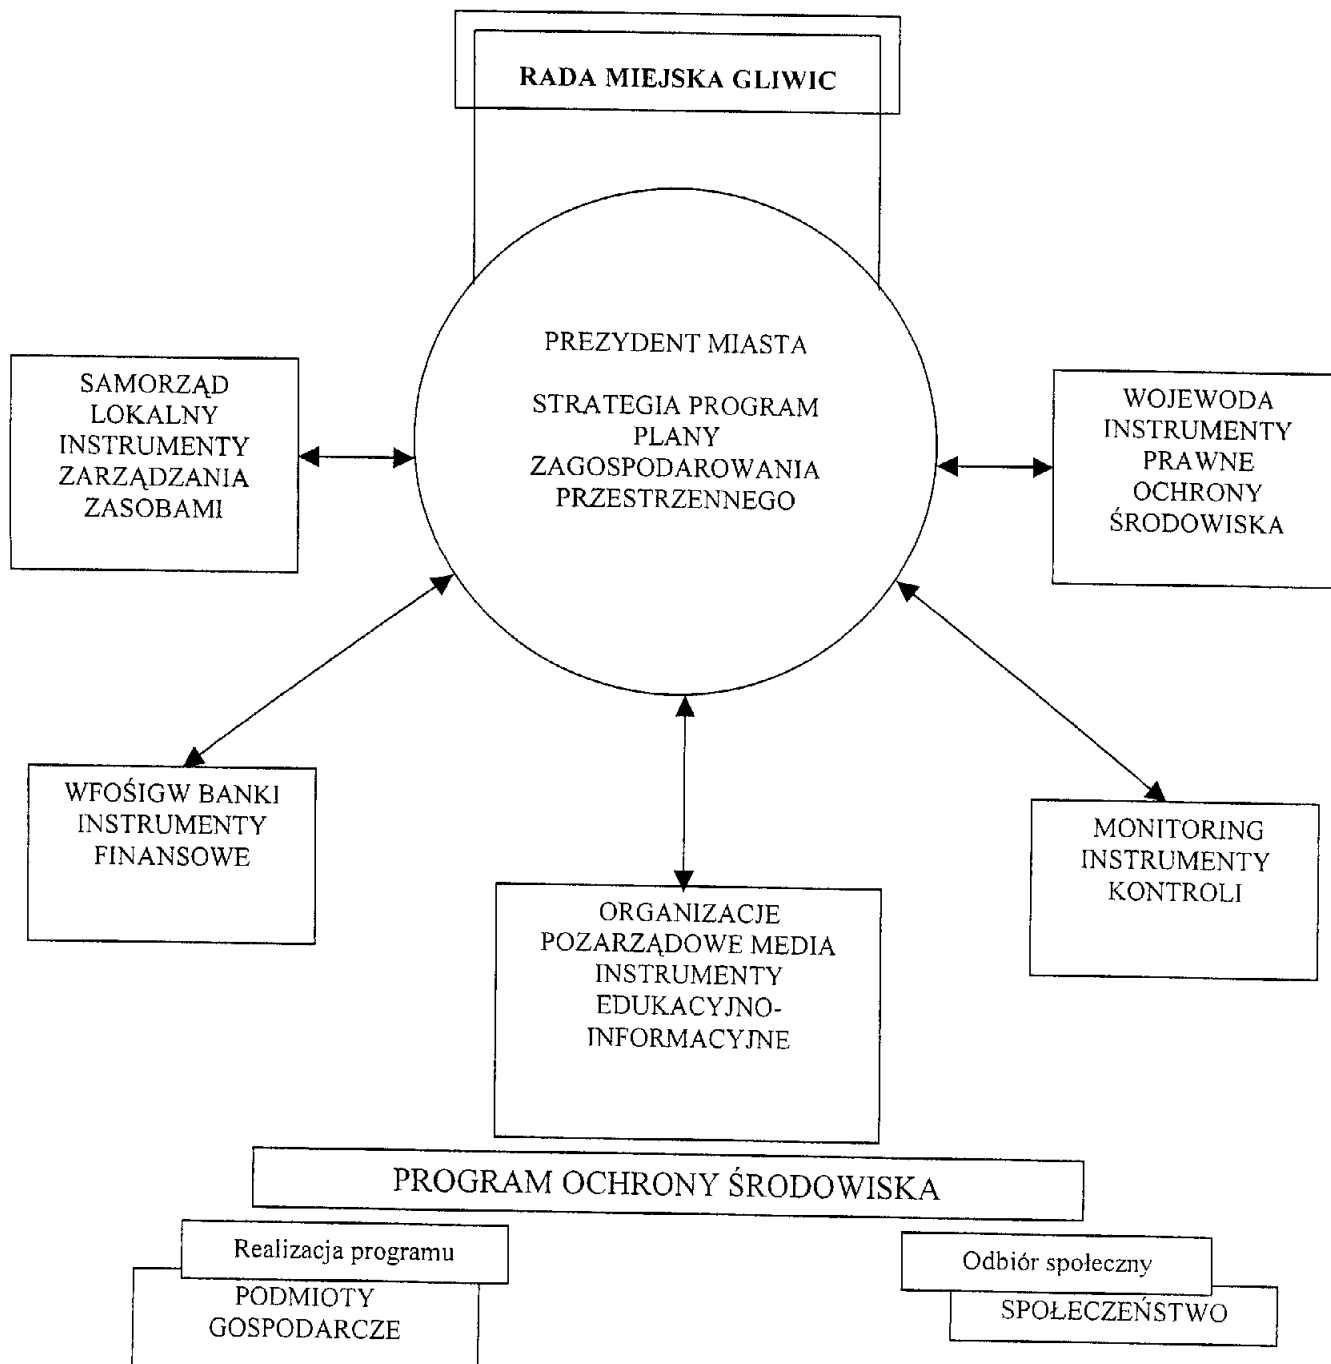 RADA MIEJSKA GLIWIC
PREZYDENT MIASTA
STRATEGIA PROGRAM
PLANY
ZAGOSPODAROWANIA
PRZESTRZENNEGO
SAMORZĄD
LOKALNY
INSTRUMENTY
ZARZĄDZANIA
ZASOBAMI
WOJEWODA
INSTRUMENTY
PRAWNE
OCHRONY
ŚRODOWISKA
WFOŚIGW BANKI
INSTRUMENTY
FINANSOWE
ORGANIZACJE
POZARZĄDOWE MEDIA
INSTRUMENTY
EDUKACYJNO-
INFORMACYJNE
MONITORING
INSTRUMENTY
KONTROLI
PROGRAM OCHRONY ŚRODOWISKA
Realizacja programu
PODMIOTY
GOSPODARCZE
Odbiór społeczny
SPOŁECZEŃSTWO